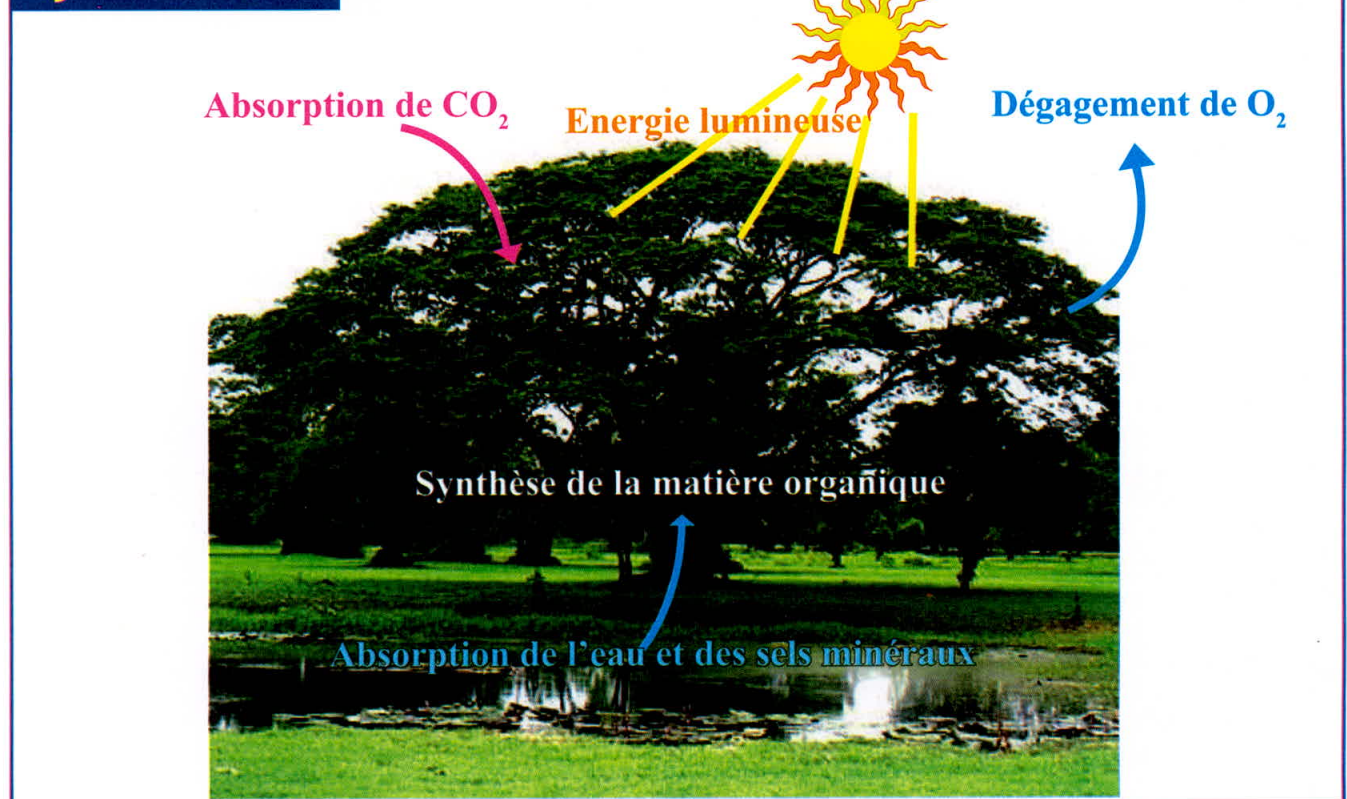 Absorption de CO₂
Energie lumineuse
Dégagement de O₂
Synthèse de la matière organique
Absorption de l'eau et des sels minéraux